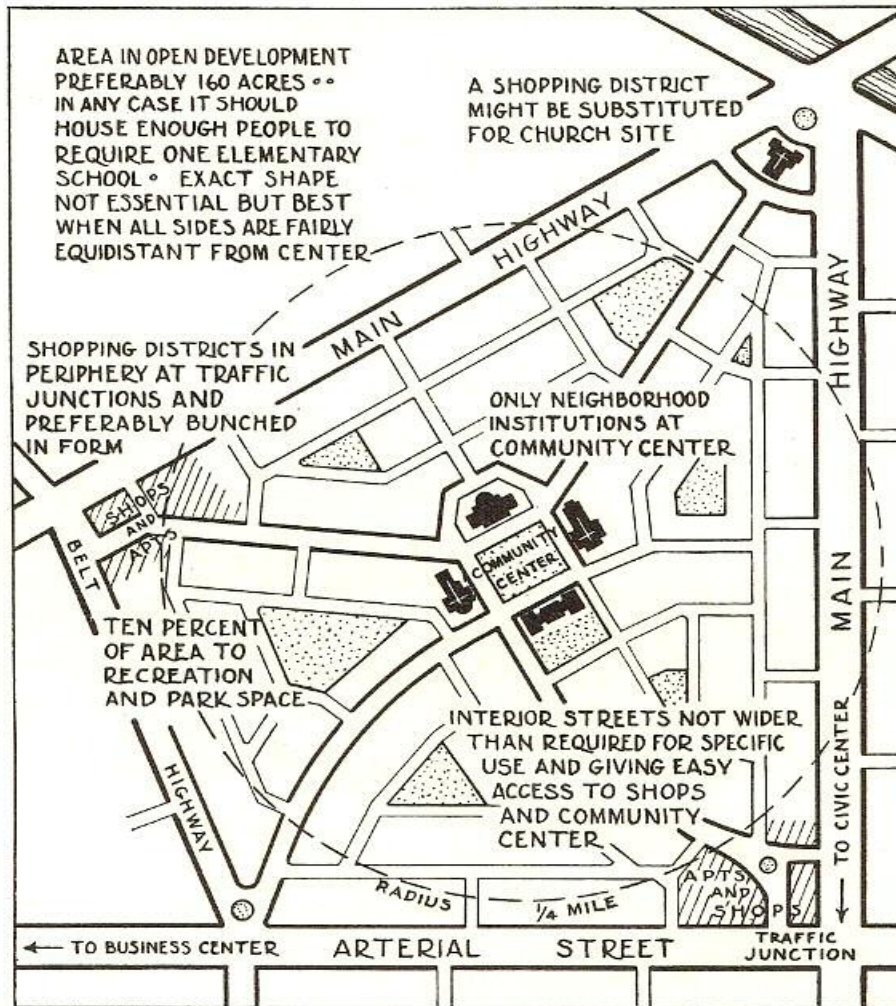 AREA IN OPEN DEVELOPMENT
PREFERABLY 160 ACRES ••
IN ANY CASE IT SHOULD
HOUSE ENOUGH PEOPLE TO
REQUIRE ONE ELEMENTARY
SCHOOL • EXACT SHAPE
NOT ESSENTIAL BUT BEST
WHEN ALL SIDES ARE FAIRLY
EQUIDISTANT FROM CENTER
A SHOPPING DISTRICT
MIGHT BE SUBSTITUTED
FOR CHURCH SITE
MAIN HIGHWAY
SHOPPING DISTRICTS IN
PERIPHERY AT TRAFFIC
JUNCTIONS AND
PREFERABLY BUNCHED
IN FORM
ONLY NEIGHBORHOOD
INSTITUTIONS AT
COMMUNITY CENTER
MAIN HIGHWAY
SHOPS
AND
APTS
BELT HIGHWAY
COMMUNITY
CENTER
TEN PERCENT
OF AREA TO
RECREATION
AND PARK SPACE
INTERIOR STREETS NOT WIDER
THAN REQUIRED FOR SPECIFIC
USE AND GIVING EASY
ACCESS TO SHOPS
AND COMMUNITY
CENTER
TO CIVIC CENTER →
RADIUS 1/4 MILE
APTS
AND
SHOPS
← TO BUSINESS CENTER
ARTERIAL STREET
TRAFFIC
JUNCTION